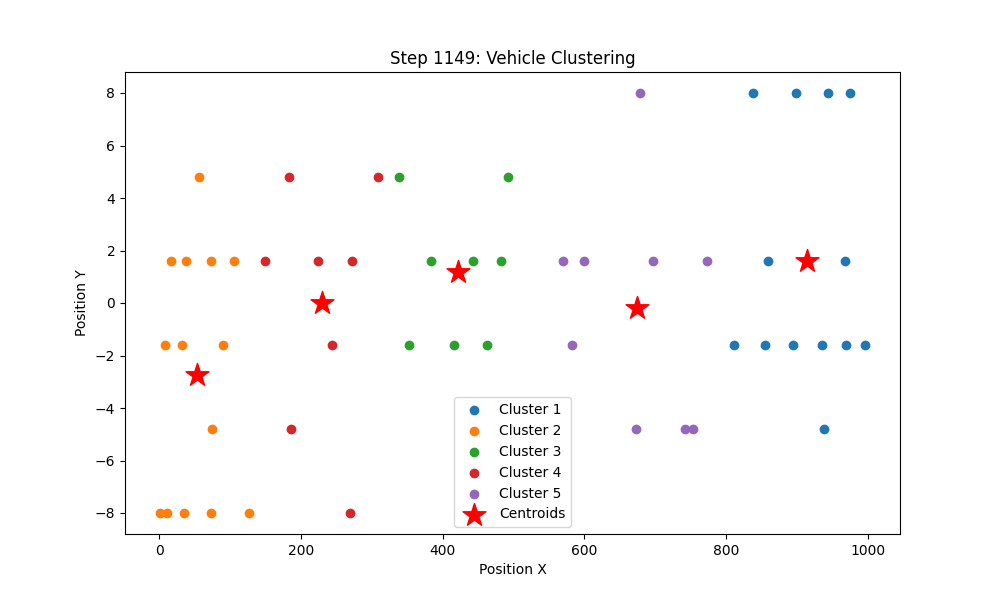 Step 1149: Vehicle Clustering
Position Y
8
6
4
2
0
−2
−4
−6
−8
Cluster 1
Cluster 2
Cluster 3
Cluster 4
Cluster 5
Centroids
0 200 400 600 800 1000
Position X